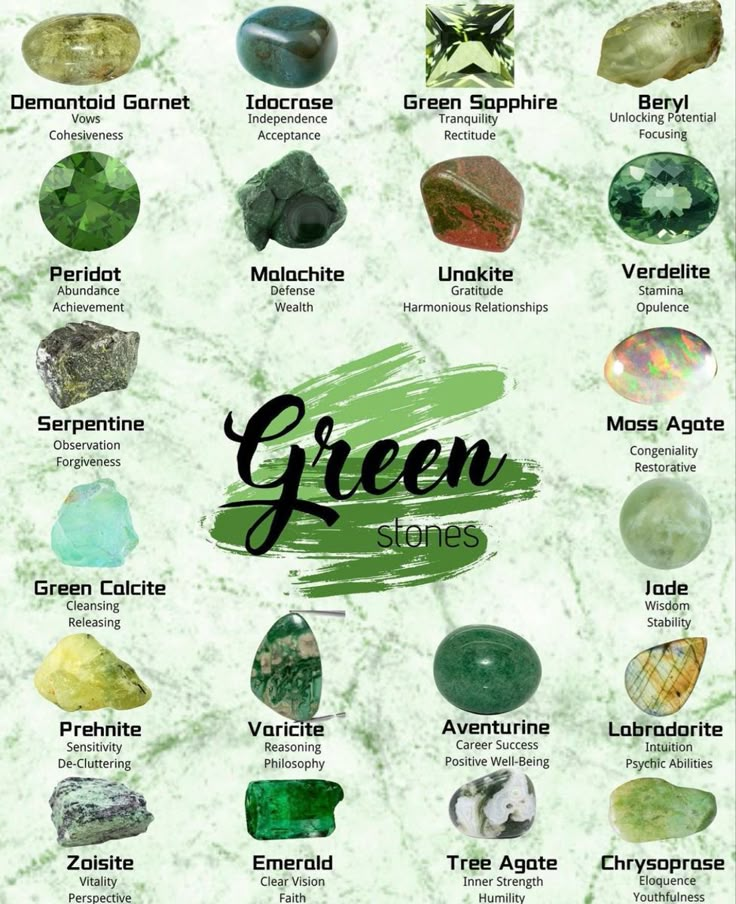 Demantoid Garnet
Vows
Cohesiveness
Idocrase
Independence
Acceptance
Green Sapphire
Tranquility
Rectitude
Beryl
Unlocking Potential
Focusing
Peridot
Abundance
Achievement
Malachite
Defense
Wealth
Unakite
Gratitude
Harmonious Relationships
Verdelite
Stamina
Opulence
Serpentine
Observation
Forgiveness
Green
stones
Moss Agate
Congeniality
Restorative
Green Calcite
Cleansing
Releasing
Jade
Wisdom
Stability
Prehnite
Sensitivity
De-Cluttering
Varicite
Reasoning
Philosophy
Aventurine
Career Success
Positive Well-Being
Labradorite
Intuition
Psychic Abilities
Zoisite
Vitality
Perspective
Emerald
Clear Vision
Faith
Tree Agate
Inner Strength
Humility
Chrysoprase
Eloquence
Youthfulness